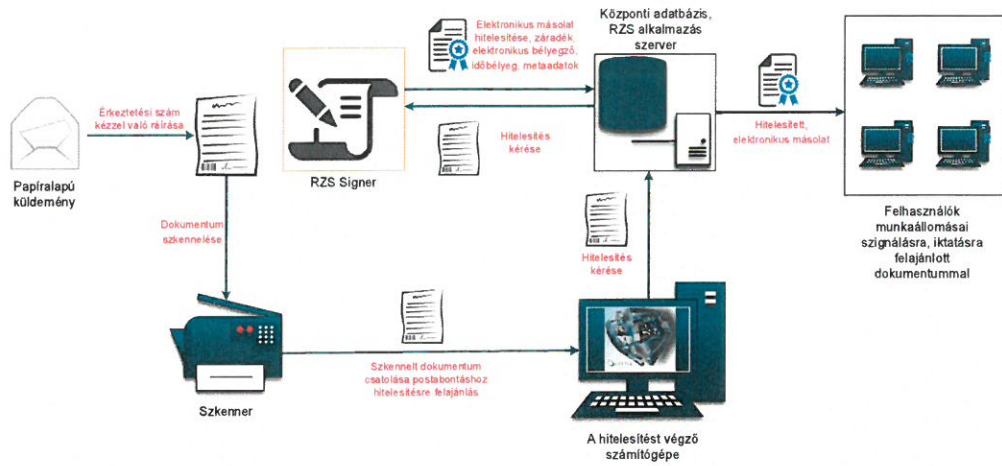 Érkeztetési szám
kézzel való ráírása
Papíralapú
küldemény
Dokumentum
szkennelése
Szkenner
Szkennelt dokumentum
csatolása postabontáshoz
hitelesítésre felajánlás
A hitelesítést végző
számítógépe
Hitelesítés
kérése
Központi adatbázis,
RZS alkalmazás
szerver
Hitelesítés
kérése
RZS Signer
Elektronikus másolat
hitelesítése, záradék,
elektronikus bélyegző,
időbélyeg, metaadatok
Hitelesített,
elektronikus másolat
Felhasználók
munkaállomásai
szignálásra, iktatásra
felajánlott
dokumentummal